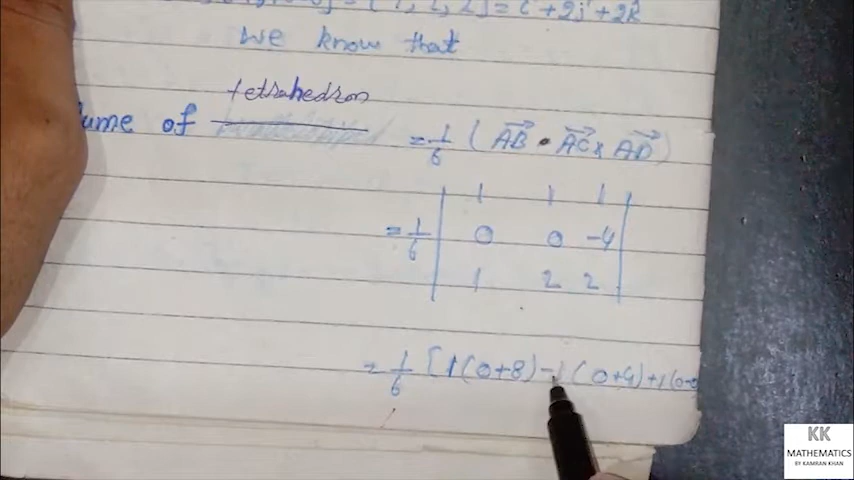 = i + 2j + 2k
we know that
tetrahedron
ume of
= 1/6 ( AB • AC × AD )
= 1/6 | 1 1 1 |
| 0 0 -4 |
| 1 2 2 |
= 1/6 [ 1(0+8) -1 (0+4) +1(0-0
KK
MATHEMATICS
BY KAMRAN KHAN